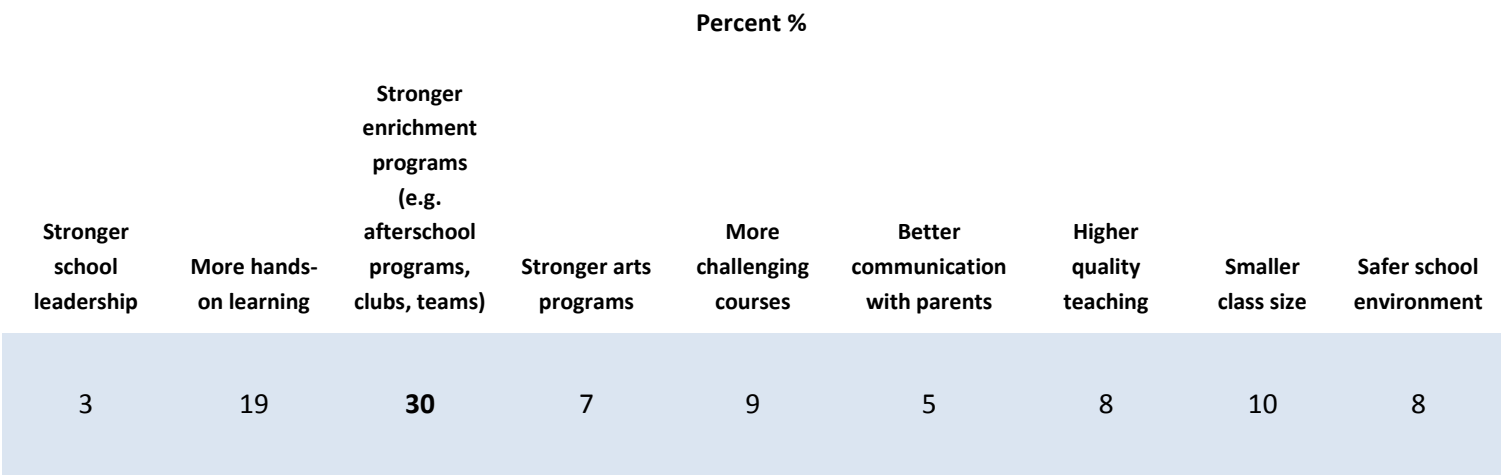 Percent %
Stronger
school
leadership
More hands-
on learning
Stronger
enrichment
programs
(e.g.
afterschool
programs,
clubs, teams)
Stronger arts
programs
More
challenging
courses
Better
communication
with parents
Higher
quality
teaching
Smaller
class size
Safer school
environment
3 19 30 7 9 5 8 10 8